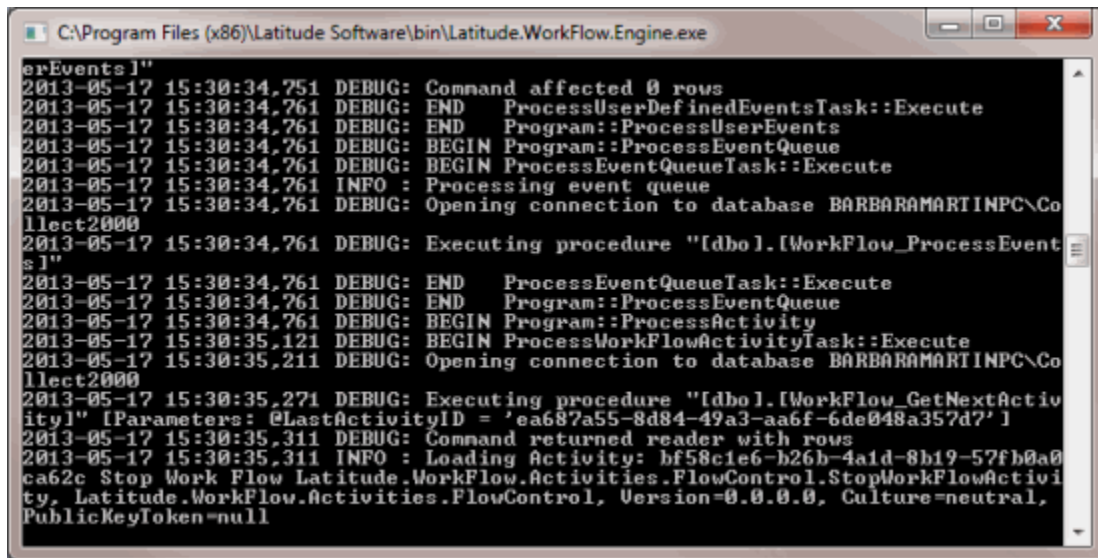 C:\Program Files (x86)\Latitude Software\bin\Latitude.WorkFlow.Engine.exe
erEvents]"
2013-05-17 15:30:34,751 DEBUG: Command affected 0 rows
2013-05-17 15:30:34,761 DEBUG: END   ProcessUserDefinedEventsTask::Execute
2013-05-17 15:30:34,761 DEBUG: END   Program::ProcessUserEvents
2013-05-17 15:30:34,761 DEBUG: BEGIN Program::ProcessEventQueue
2013-05-17 15:30:34,761 DEBUG: BEGIN ProcessEventQueueTask::Execute
2013-05-17 15:30:34,761 INFO : Processing event queue
2013-05-17 15:30:34,761 DEBUG: Opening connection to database BARBARAMARTINPC\Co
llect2000
2013-05-17 15:30:34,761 DEBUG: Executing procedure "[dbo].[WorkFlow_ProcessEvent
s]"
2013-05-17 15:30:34,761 DEBUG: END   ProcessEventQueueTask::Execute
2013-05-17 15:30:34,761 DEBUG: END   Program::ProcessEventQueue
2013-05-17 15:30:34,761 DEBUG: BEGIN Program::ProcessActivity
2013-05-17 15:30:35,121 DEBUG: BEGIN ProcessWorkFlowActivityTask::Execute
2013-05-17 15:30:35,211 DEBUG: Opening connection to database BARBARAMARTINPC\Co
llect2000
2013-05-17 15:30:35,271 DEBUG: Executing procedure "[dbo].[WorkFlow_GetNextActiv
ity]" [Parameters: @LastActivityID = 'ea687a55-8d84-49a3-aa6f-6de048a357d7']
2013-05-17 15:30:35,311 DEBUG: Command returned reader with rows
2013-05-17 15:30:35,311 INFO : Loading Activity: bf58c1e6-b26b-4a1d-8b19-57fb0a0
ca62c Stop Work Flow Latitude.WorkFlow.Activities.FlowControl.StopWorkFlowActivi
ty, Latitude.WorkFlow.Activities.FlowControl, Version=0.0.0.0, Culture=neutral,
PublicKeyToken=null